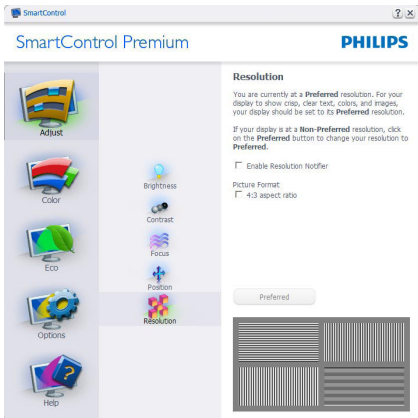 SmartControl
SmartControl Premium
PHILIPS
Adjust
Color
Eco
Options
Help
Brightness
Contrast
Focus
Position
Resolution
Resolution
You are currently at a Preferred resolution. For your
display to show crisp, clear text, colors, and images,
your display should be set to its Preferred resolution.
If your display is at a Non-Preferred resolution, click
on the Preferred button to change your resolution to
Preferred.
Enable Resolution Notifier
Picture Format
4:3 aspect ratio
Preferred